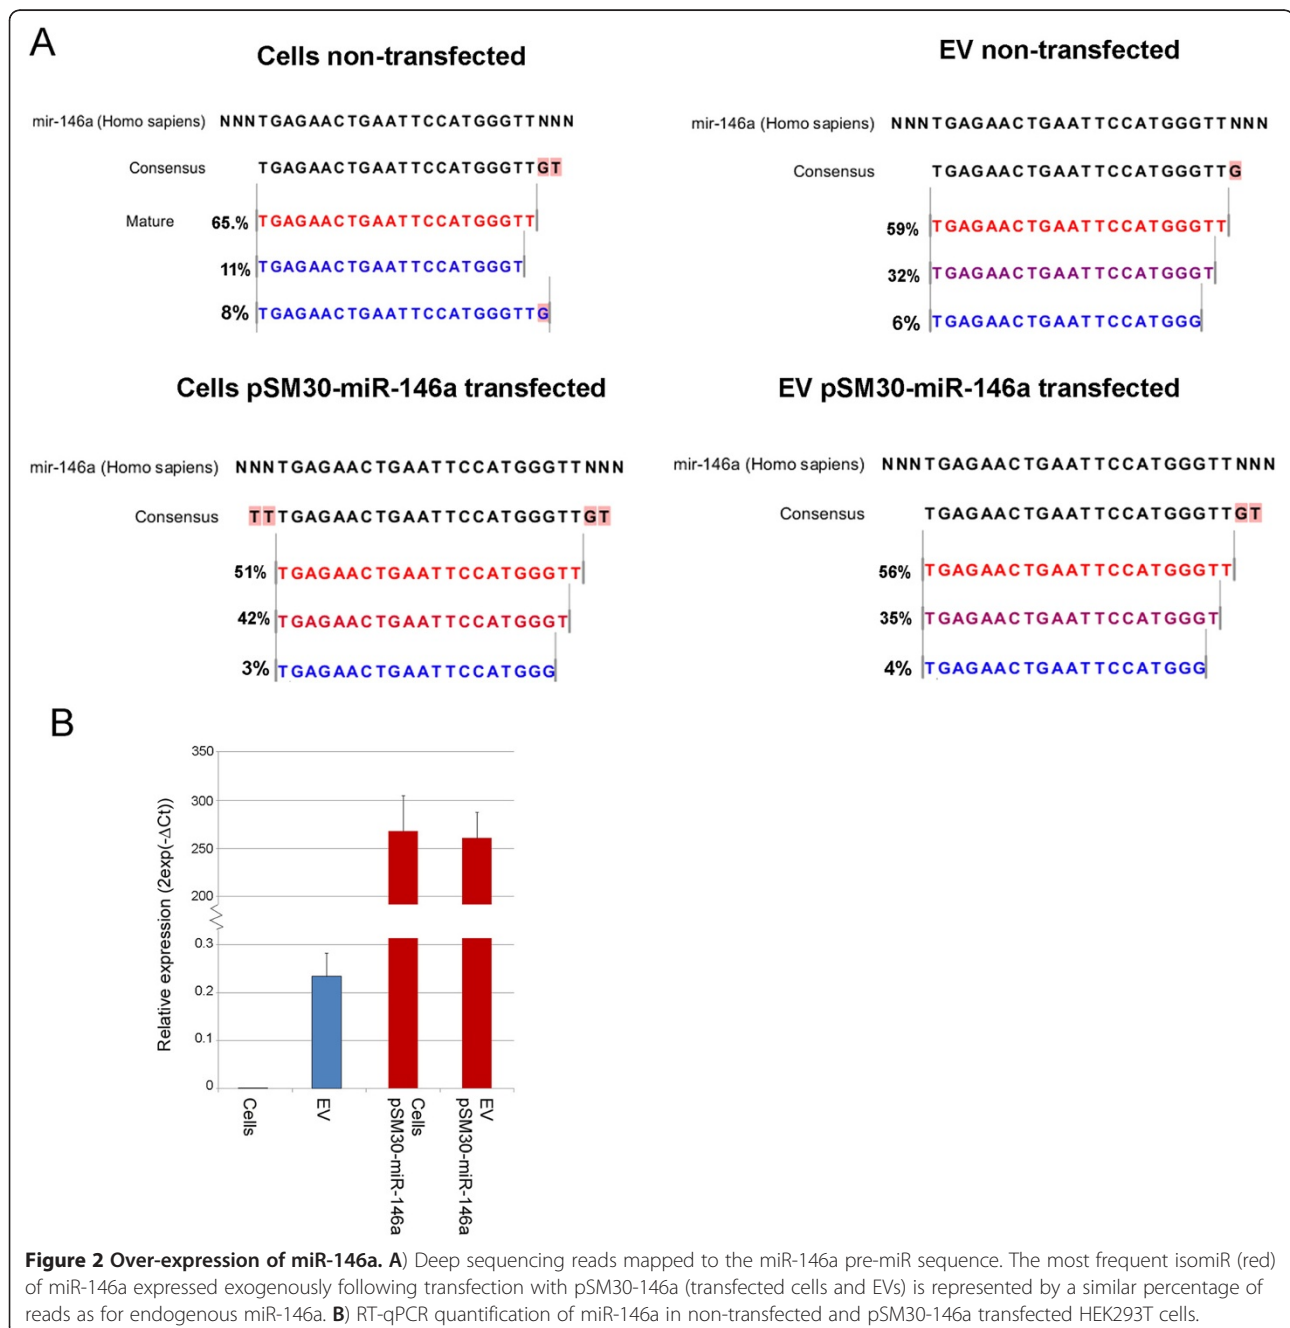 A
Cells non-transfected
mir-146a (Homo sapiens) NNNTGAGAACTGAATTCCATGGGTTNNN
Consensus TGAGAACTGAATTCCATGGGTTGT
Mature 65.% TGAGAACTGAATTCCATGGGTT
11% TGAGAACTGAATTCCATGGGT
8% TGAGAACTGAATTCCATGGGTTG
EV non-transfected
mir-146a (Homo sapiens) NNNTGAGAACTGAATTCCATGGGTTNNN
Consensus TGAGAACTGAATTCCATGGGTTG
59% TGAGAACTGAATTCCATGGGTT
32% TGAGAACTGAATTCCATGGGT
6% TGAGAACTGAATTCCATGGG
Cells pSM30-miR-146a transfected
mir-146a (Homo sapiens) NNNTGAGAACTGAATTCCATGGGTTNNN
Consensus TTTGAGAACTGAATTCCATGGGTTGT
51% TGAGAACTGAATTCCATGGGTT
42% TGAGAACTGAATTCCATGGGT
3% TGAGAACTGAATTCCATGGG
EV pSM30-miR-146a transfected
mir-146a (Homo sapiens) NNNTGAGAACTGAATTCCATGGGTTNNN
Consensus TGAGAACTGAATTCCATGGGTTGT
56% TGAGAACTGAATTCCATGGGTT
35% TGAGAACTGAATTCCATGGGT
4% TGAGAACTGAATTCCATGGG
B
Relative expression (2exp(-ΔCt))
350
300
250
200
0.3
0.2
0.1
0
Cells
EV
Cells
pSM30-miR-146a
EV
pSM30-miR-146a
Figure 2 Over-expression of miR-146a. A) Deep sequencing reads mapped to the miR-146a pre-miR sequence. The most frequent isomiR (red)
of miR-146a expressed exogenously following transfection with pSM30-146a (transfected cells and EVs) is represented by a similar percentage of
reads as for endogenous miR-146a. B) RT-qPCR quantification of miR-146a in non-transfected and pSM30-146a transfected HEK293T cells.